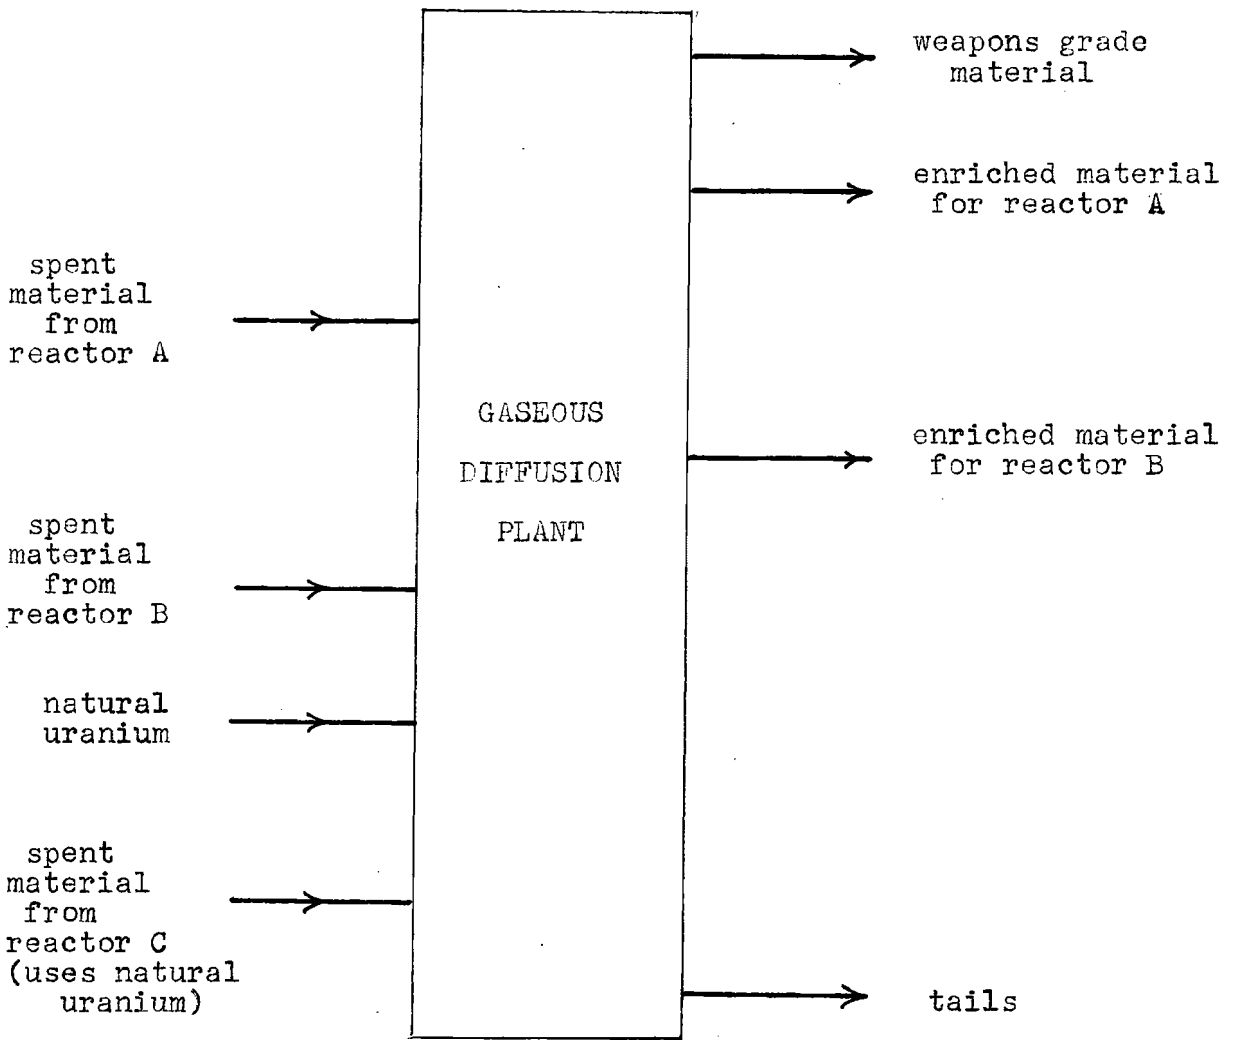 weapons grade
material
enriched material
for reactor A
spent
material
from
reactor A
GASEOUS
DIFFUSION
PLANT
enriched material
for reactor B
spent
material
from
reactor B
natural
uranium
spent
material
from
reactor C
(uses natural
uranium)
tails